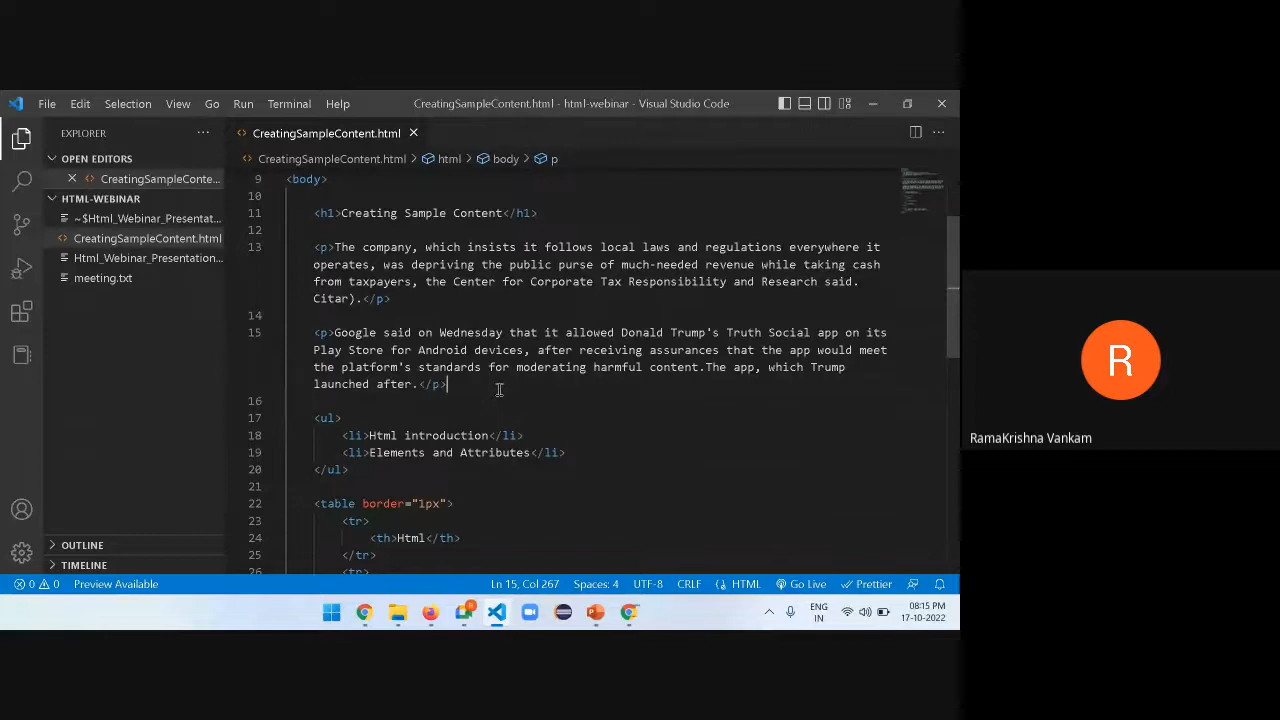 File Edit Selection View Go Run Terminal Help CreatingSampleContent.html - html-webinar - Visual Studio Code
EXPLORER
OPEN EDITORS
CreatingSampleConte...
HTML-WEBINAR
~$Html_Webinar_Presentat...
CreatingSampleContent.html
Html_Webinar_Presentation...
meeting.txt
OUTLINE
TIMELINE
CreatingSampleContent.html
CreatingSampleContent.html > html > body > p
9 <body>
10
11 <h1>Creating Sample Content</h1>
12
13 <p>The company, which insists it follows local laws and regulations everywhere it
operates, was depriving the public purse of much-needed revenue while taking cash
from taxpayers, the Center for Corporate Tax Responsibility and Research said.
Citar).</p>
14
15 <p>Google said on Wednesday that it allowed Donald Trump's Truth Social app on its
Play Store for Android devices, after receiving assurances that the app would meet
the platform's standards for moderating harmful content.The app, which Trump
launched after.</p>
16
17 <ul>
18 <li>Html introduction</li>
19 <li>Elements and Attributes</li>
20 </ul>
21
22 <table border="1px">
23 <tr>
24 <th>Html</th>
25 </tr>
26 <tr>
0 0 Preview Available Ln 15, Col 267 Spaces: 4 UTF-8 CRLF HTML Go Live Prettier
ENG
IN
08:15 PM
17-10-2022
R
RamaKrishna Vankam